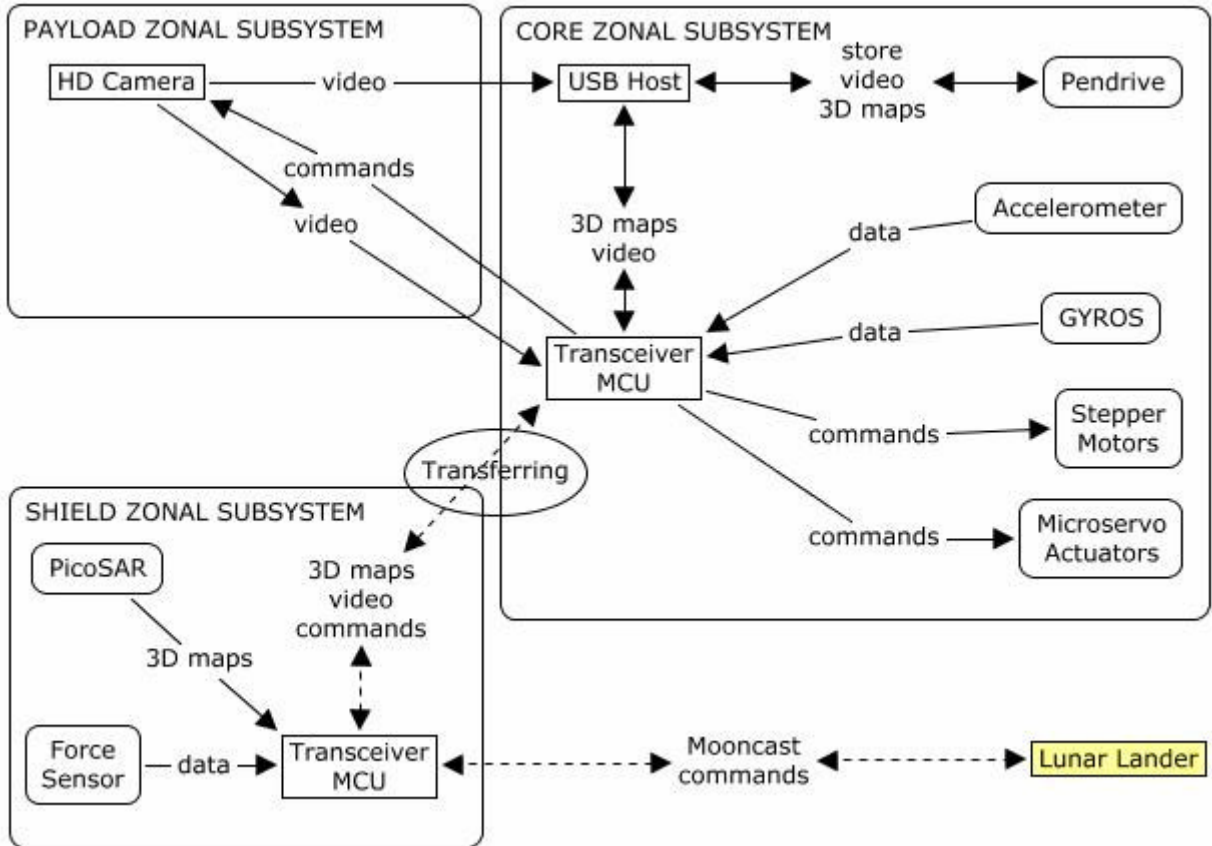 PAYLOAD ZONAL SUBSYSTEM
HD Camera
video
commands
video
CORE ZONAL SUBSYSTEM
USB Host
store
video
3D maps
Pendrive
3D maps
video
Accelerometer
data
GYROS
data
Transceiver
MCU
commands
Stepper
Motors
commands
Microservo
Actuators
Transferring
SHIELD ZONAL SUBSYSTEM
PicoSAR
3D maps
video
commands
3D maps
Force
Sensor
data
Transceiver
MCU
Mooncast
commands
Lunar Lander